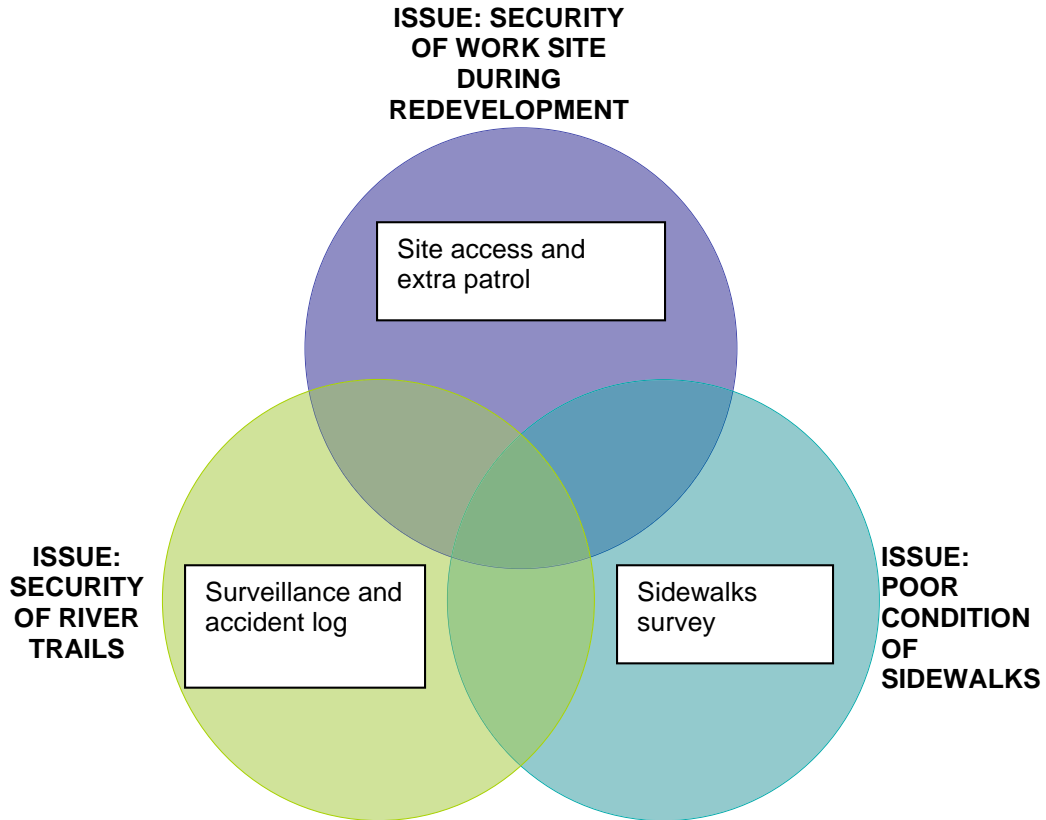 ISSUE: SECURITY
OF WORK SITE
DURING
REDEVELOPMENT
Site access and
extra patrol
ISSUE:
SECURITY
OF RIVER
TRAILS
Surveillance and
accident log
Sidewalks
survey
ISSUE:
POOR
CONDITION
OF
SIDEWALKS